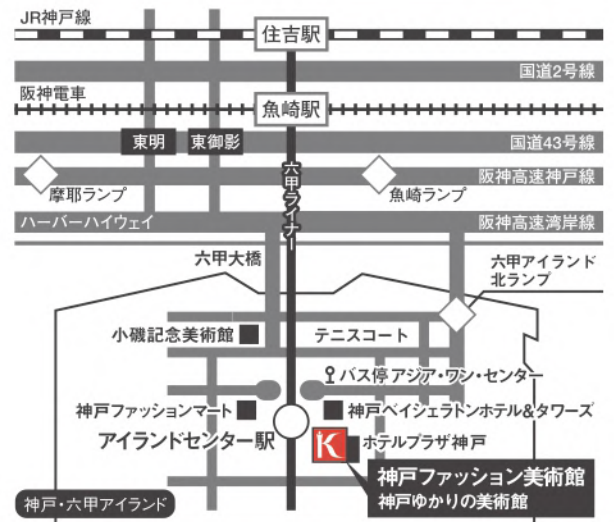 JR神戸線
住吉駅
国道2号線
阪神電車
魚崎駅
東明
東御影
国道43号線
六甲ライナー
摩耶ランプ
魚崎ランプ
阪神高速神戸線
ハーバーハイウェイ
阪神高速湾岸線
六甲大橋
六甲アイランド
北ランプ
小磯記念美術館
テニスコート
バス停 アジア・ワン・センター
神戸ファッションマート
神戸ベイシェラトンホテル&タワーズ
アイランドセンター駅
K
ホテルプラザ神戸
神戸ファッション美術館
神戸ゆかりの美術館
神戸・六甲アイランド